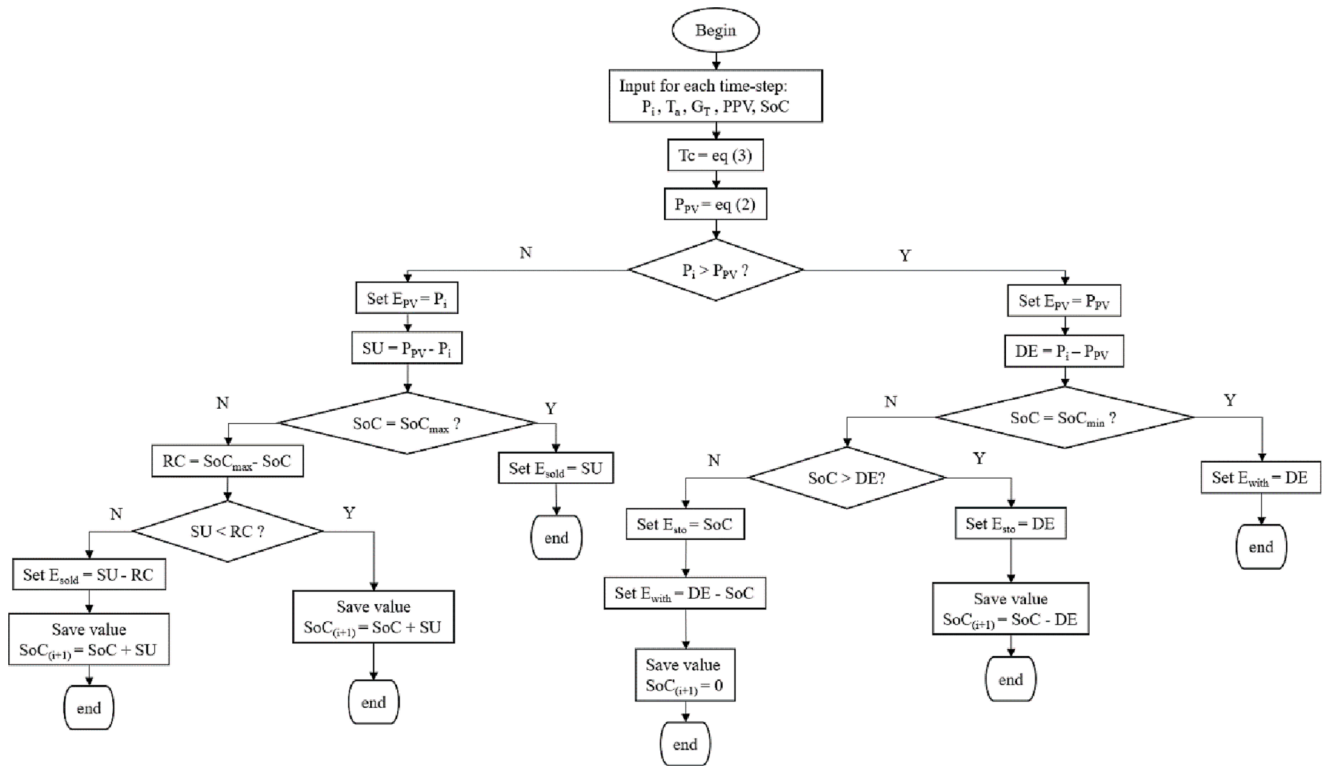 Begin
Input for each time-step:
Pi , Ta , GT , PPV, SoC
Tc = eq (3)
PPV = eq (2)
Pi > PPV ?
N
Y
Set EPV = Pi
SU = PPV - Pi
SoC = SoCmax ?
N
Y
RC = SoCmax- SoC
Set Esold = SU
end
SU < RC ?
N
Y
Set Esold = SU - RC
Save value
SoC(i+1) = SoC + SU
end
Save value
SoC(i+1) = SoC + SU
end
Set EPV = PPV
DE = Pi – PPV
SoC = SoCmin ?
N
Y
SoC > DE?
N
Y
Set Esto = SoC
Set Ewith = DE - SoC
Save value
SoC(i+1) = 0
end
Set Esto = DE
Save value
SoC(i+1) = SoC - DE
end
Set Ewith = DE
end